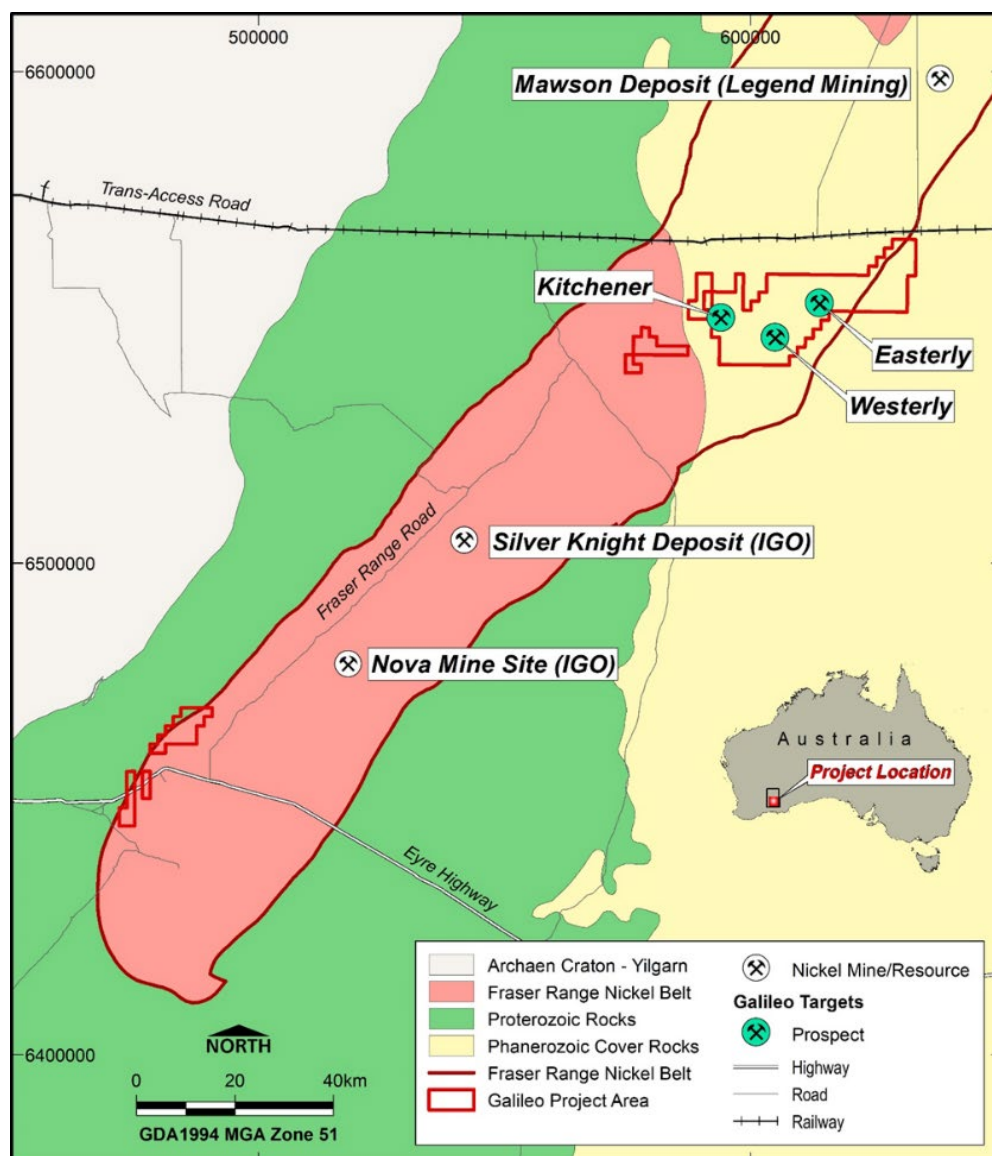 500000
600000
6600000
Mawson Deposit (Legend Mining)
Trans-Access Road
Kitchener
Easterly
Westerly
Fraser Range Road
Silver Knight Deposit (IGO)
6500000
Nova Mine Site (IGO)
Australia
Project Location
Eyre Highway
6400000
NORTH
0 20 40km
GDA1994 MGA Zone 51
Archaen Craton - Yilgarn
Fraser Range Nickel Belt
Proterozoic Rocks
Phanerozoic Cover Rocks
Fraser Range Nickel Belt
Galileo Project Area
Nickel Mine/Resource
Galileo Targets
Prospect
Highway
Road
Railway